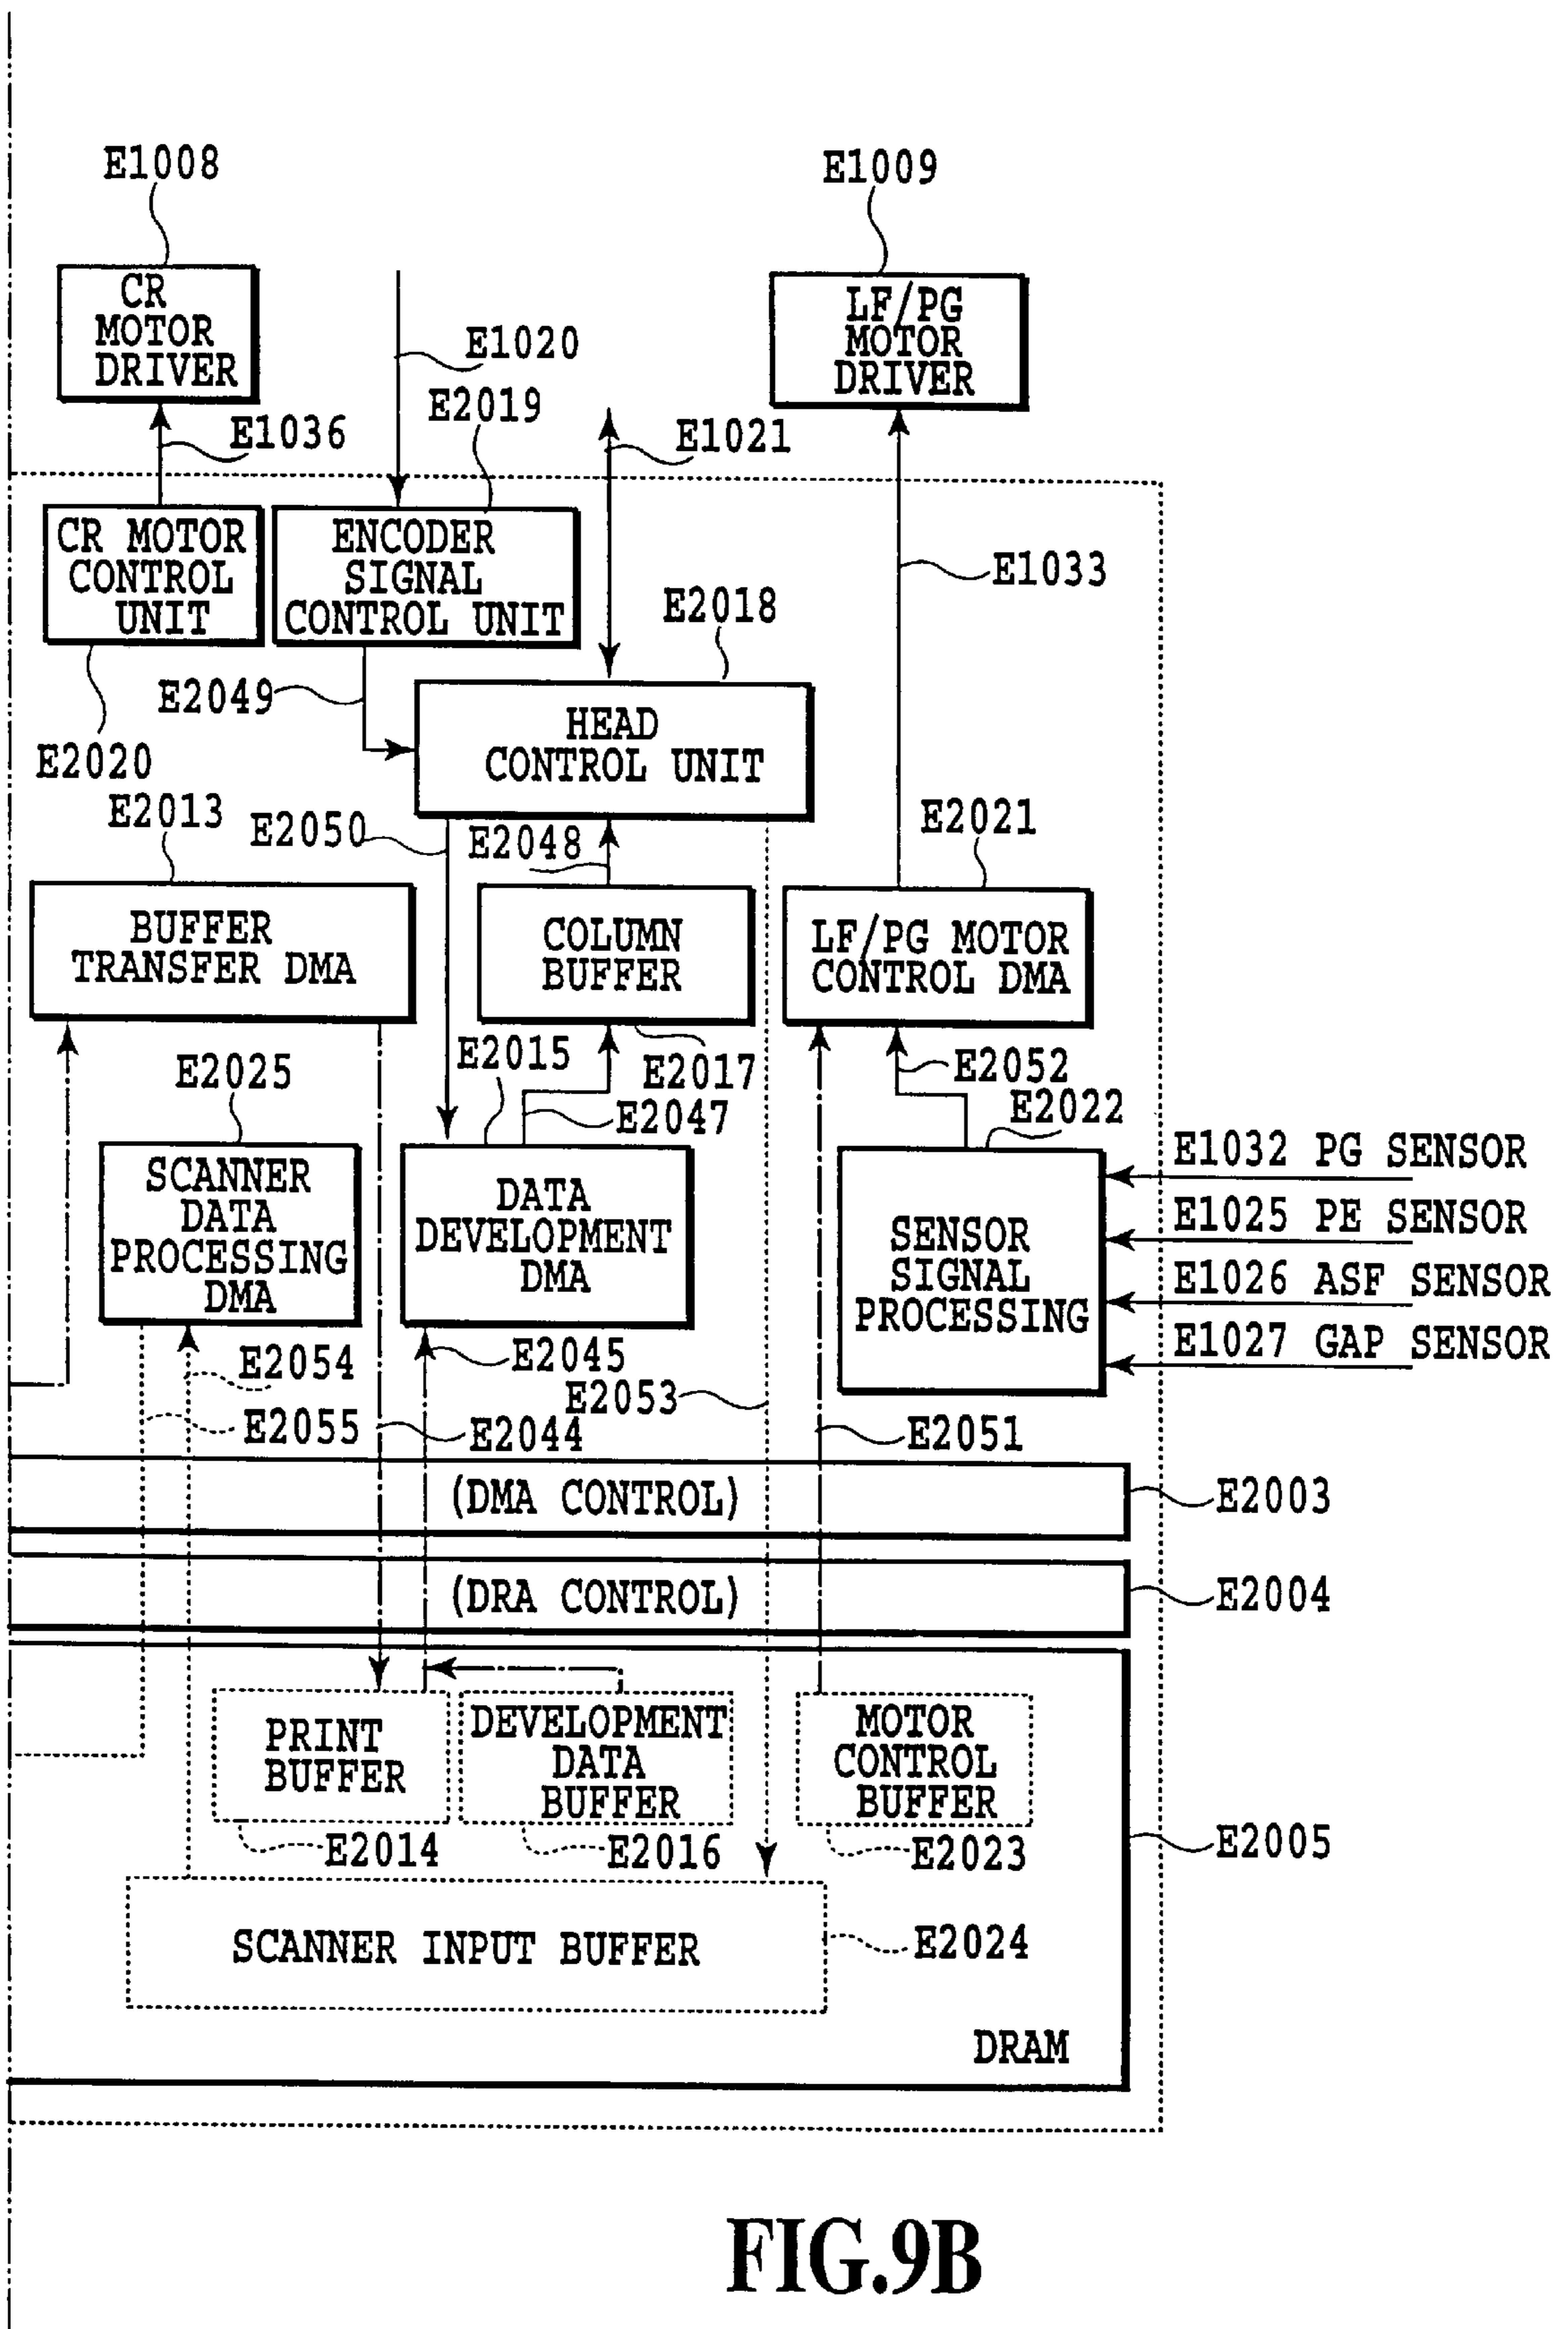 E1008
E1009
CR
MOTOR
DRIVER
LF/PG
MOTOR
DRIVER
E1020
E2019
E1036
E1021
CR MOTOR
CONTROL
UNIT
ENCODER
SIGNAL
CONTROL UNIT
E1033
E2018
E2049
E2020
HEAD
CONTROL UNIT
E2013
E2050
E2048
E2021
BUFFER
TRANSFER DMA
COLUMN
BUFFER
LF/PG MOTOR
CONTROL DMA
E2025
E2015
E2017
E2047
E2052
E2022
SCANNER
DATA
PROCESSING
DMA
DATA
DEVELOPMENT
DMA
SENSOR
SIGNAL
PROCESSING
E1032 PG SENSOR
E1025 PE SENSOR
E1026 ASF SENSOR
E1027 GAP SENSOR
E2054
E2045
E2053
E2055
E2044
E2051
(DMA CONTROL)
E2003
(DRA CONTROL)
E2004
PRINT
BUFFER
DEVELOPMENT
DATA
BUFFER
MOTOR
CONTROL
BUFFER
E2014
E2016
E2023
E2005
SCANNER INPUT BUFFER
E2024
DRAM
FIG.9B